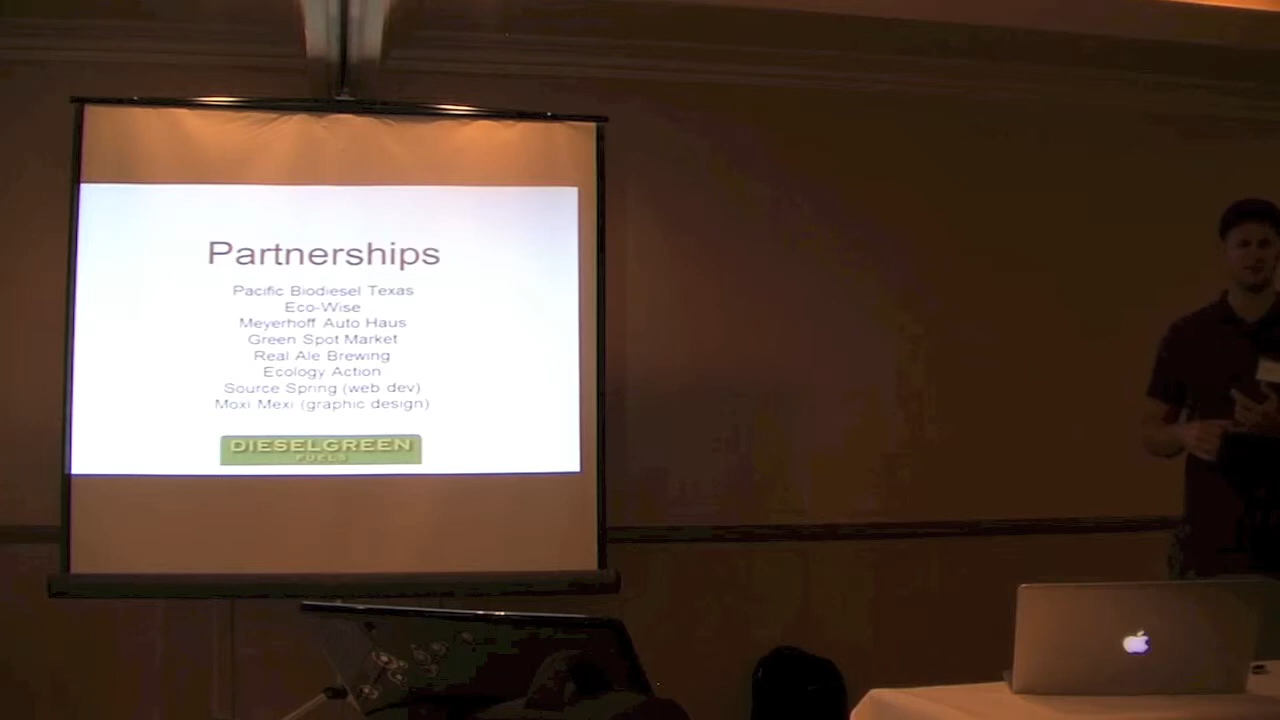 Partnerships
Pacific Biodiesel Texas
Eco-Wise
Meyerhoff Auto Haus
Green Spot Market
Real Ale Brewing
Ecology Action
Source Spring (web dev)
Moxi Mexi (graphic design)
DIESELGREEN
FUELS